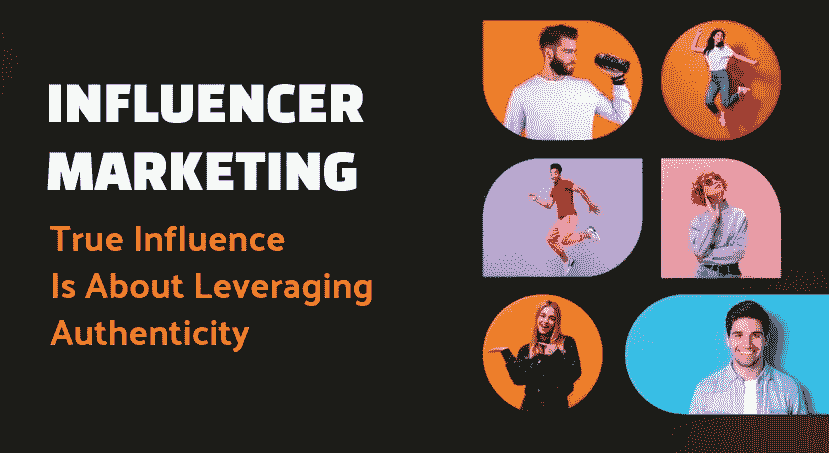 INFLUENCER
MARKETING
True Influence
Is About Leveraging
Authenticity